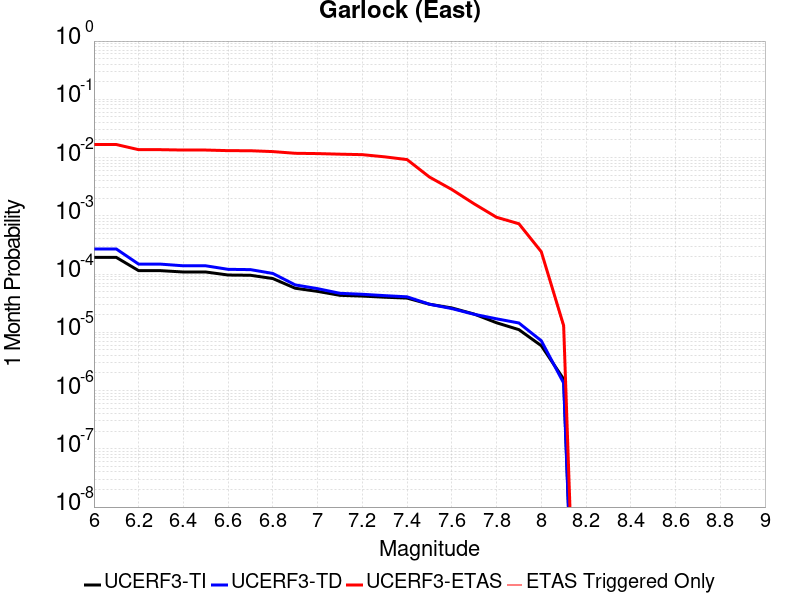 Garlock (East)
10^0
10^-1
10^-2
10^-3
10^-4
10^-5
10^-6
10^-7
10^-8
1 Month Probability
6 6.2 6.4 6.6 6.8 7 7.2 7.4 7.6 7.8 8 8.2 8.4 8.6 8.8 9
Magnitude
UCERF3-TI UCERF3-TD UCERF3-ETAS ETAS Triggered Only